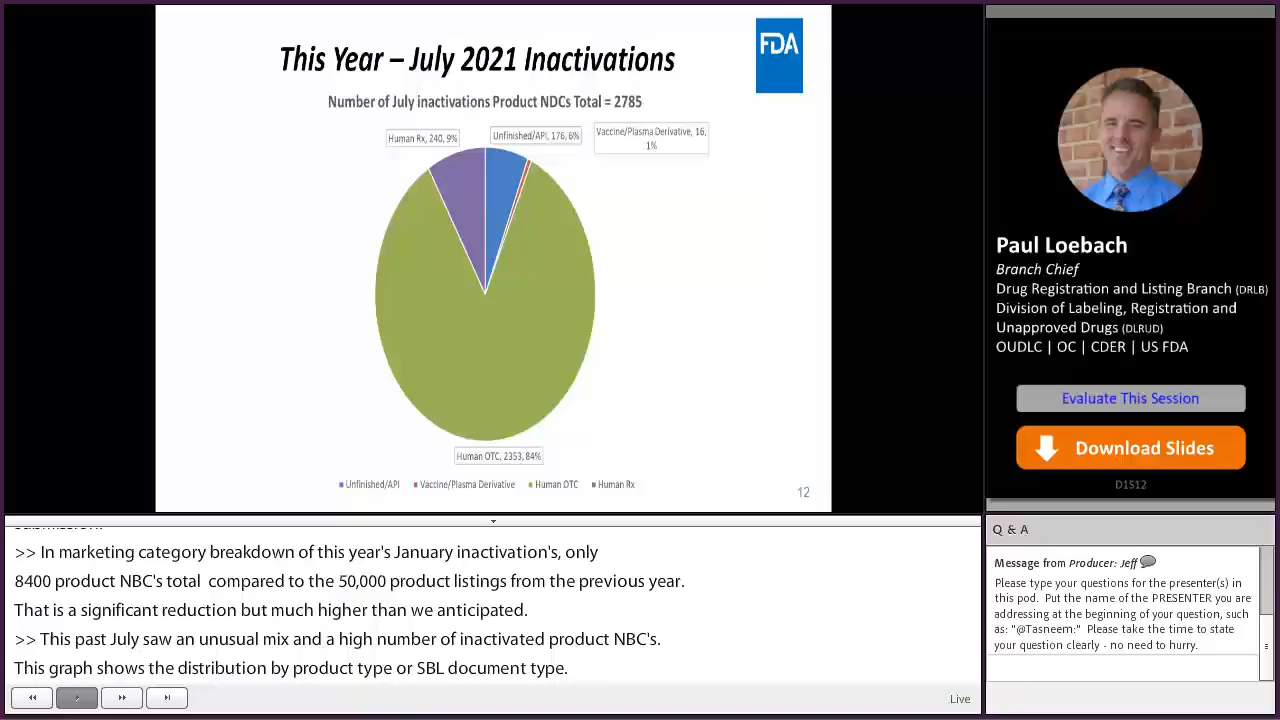 This Year – July 2021 Inactivations
FDA
Number of July inactivations Product NDCs Total = 2785
Human Rx, 240, 9%
Unfinished/API, 176, 6%
Vaccine/Plasma Derivative, 16,
1%
Human OTC, 2353, 84%
Unfinished/API
Vaccine/Plasma Derivative
Human OTC
Human Rx
12
>> In marketing category breakdown of this year's January inactivation's, only
8400 product NBC's total compared to the 50,000 product listings from the previous year.
That is a significant reduction but much higher than we anticipated.
>> This past July saw an unusual mix and a high number of inactivated product NBC's.
This graph shows the distribution by product type or SBL document type.
Live
Paul Loebach
Branch Chief
Drug Registration and Listing Branch (DRLB)
Division of Labeling, Registration and
Unapproved Drugs (DLRUD)
OUDLC | OC | CDER | US FDA
Evaluate This Session
Download Slides
D1S12
Q & A
Message from Producer: Jeff
Please type your questions for the presenter(s) in
this pod. Put the name of the PRESENTER you are
addressing at the beginning of your question, such
as: "@Tasneem:" Please take the time to state
your question clearly - no need to hurry.